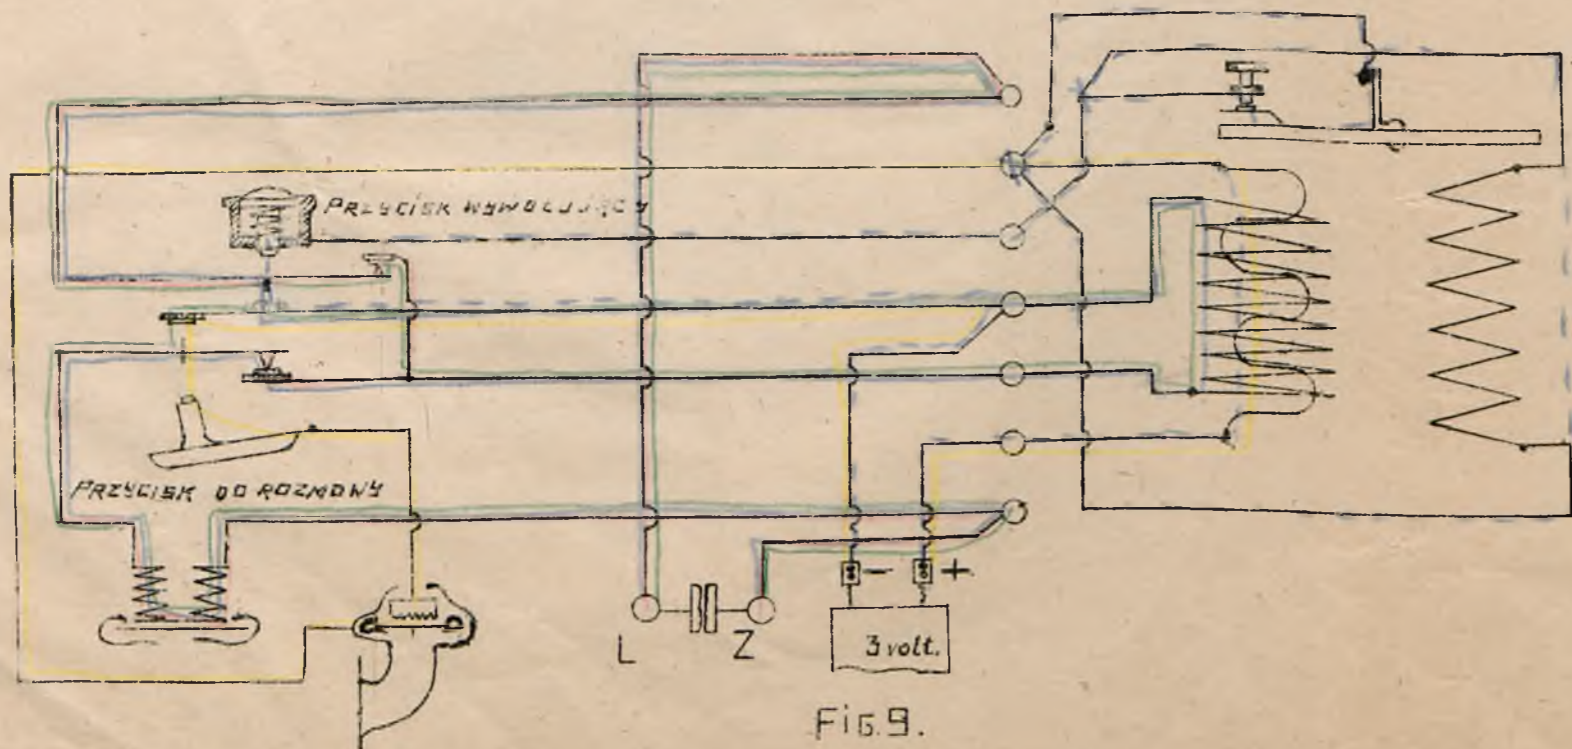 PRZYCISK WYWOŁUJĄCY
PRZYCISK DO ROZMOWY
- +
L Z 3 volt.
FiG.9.